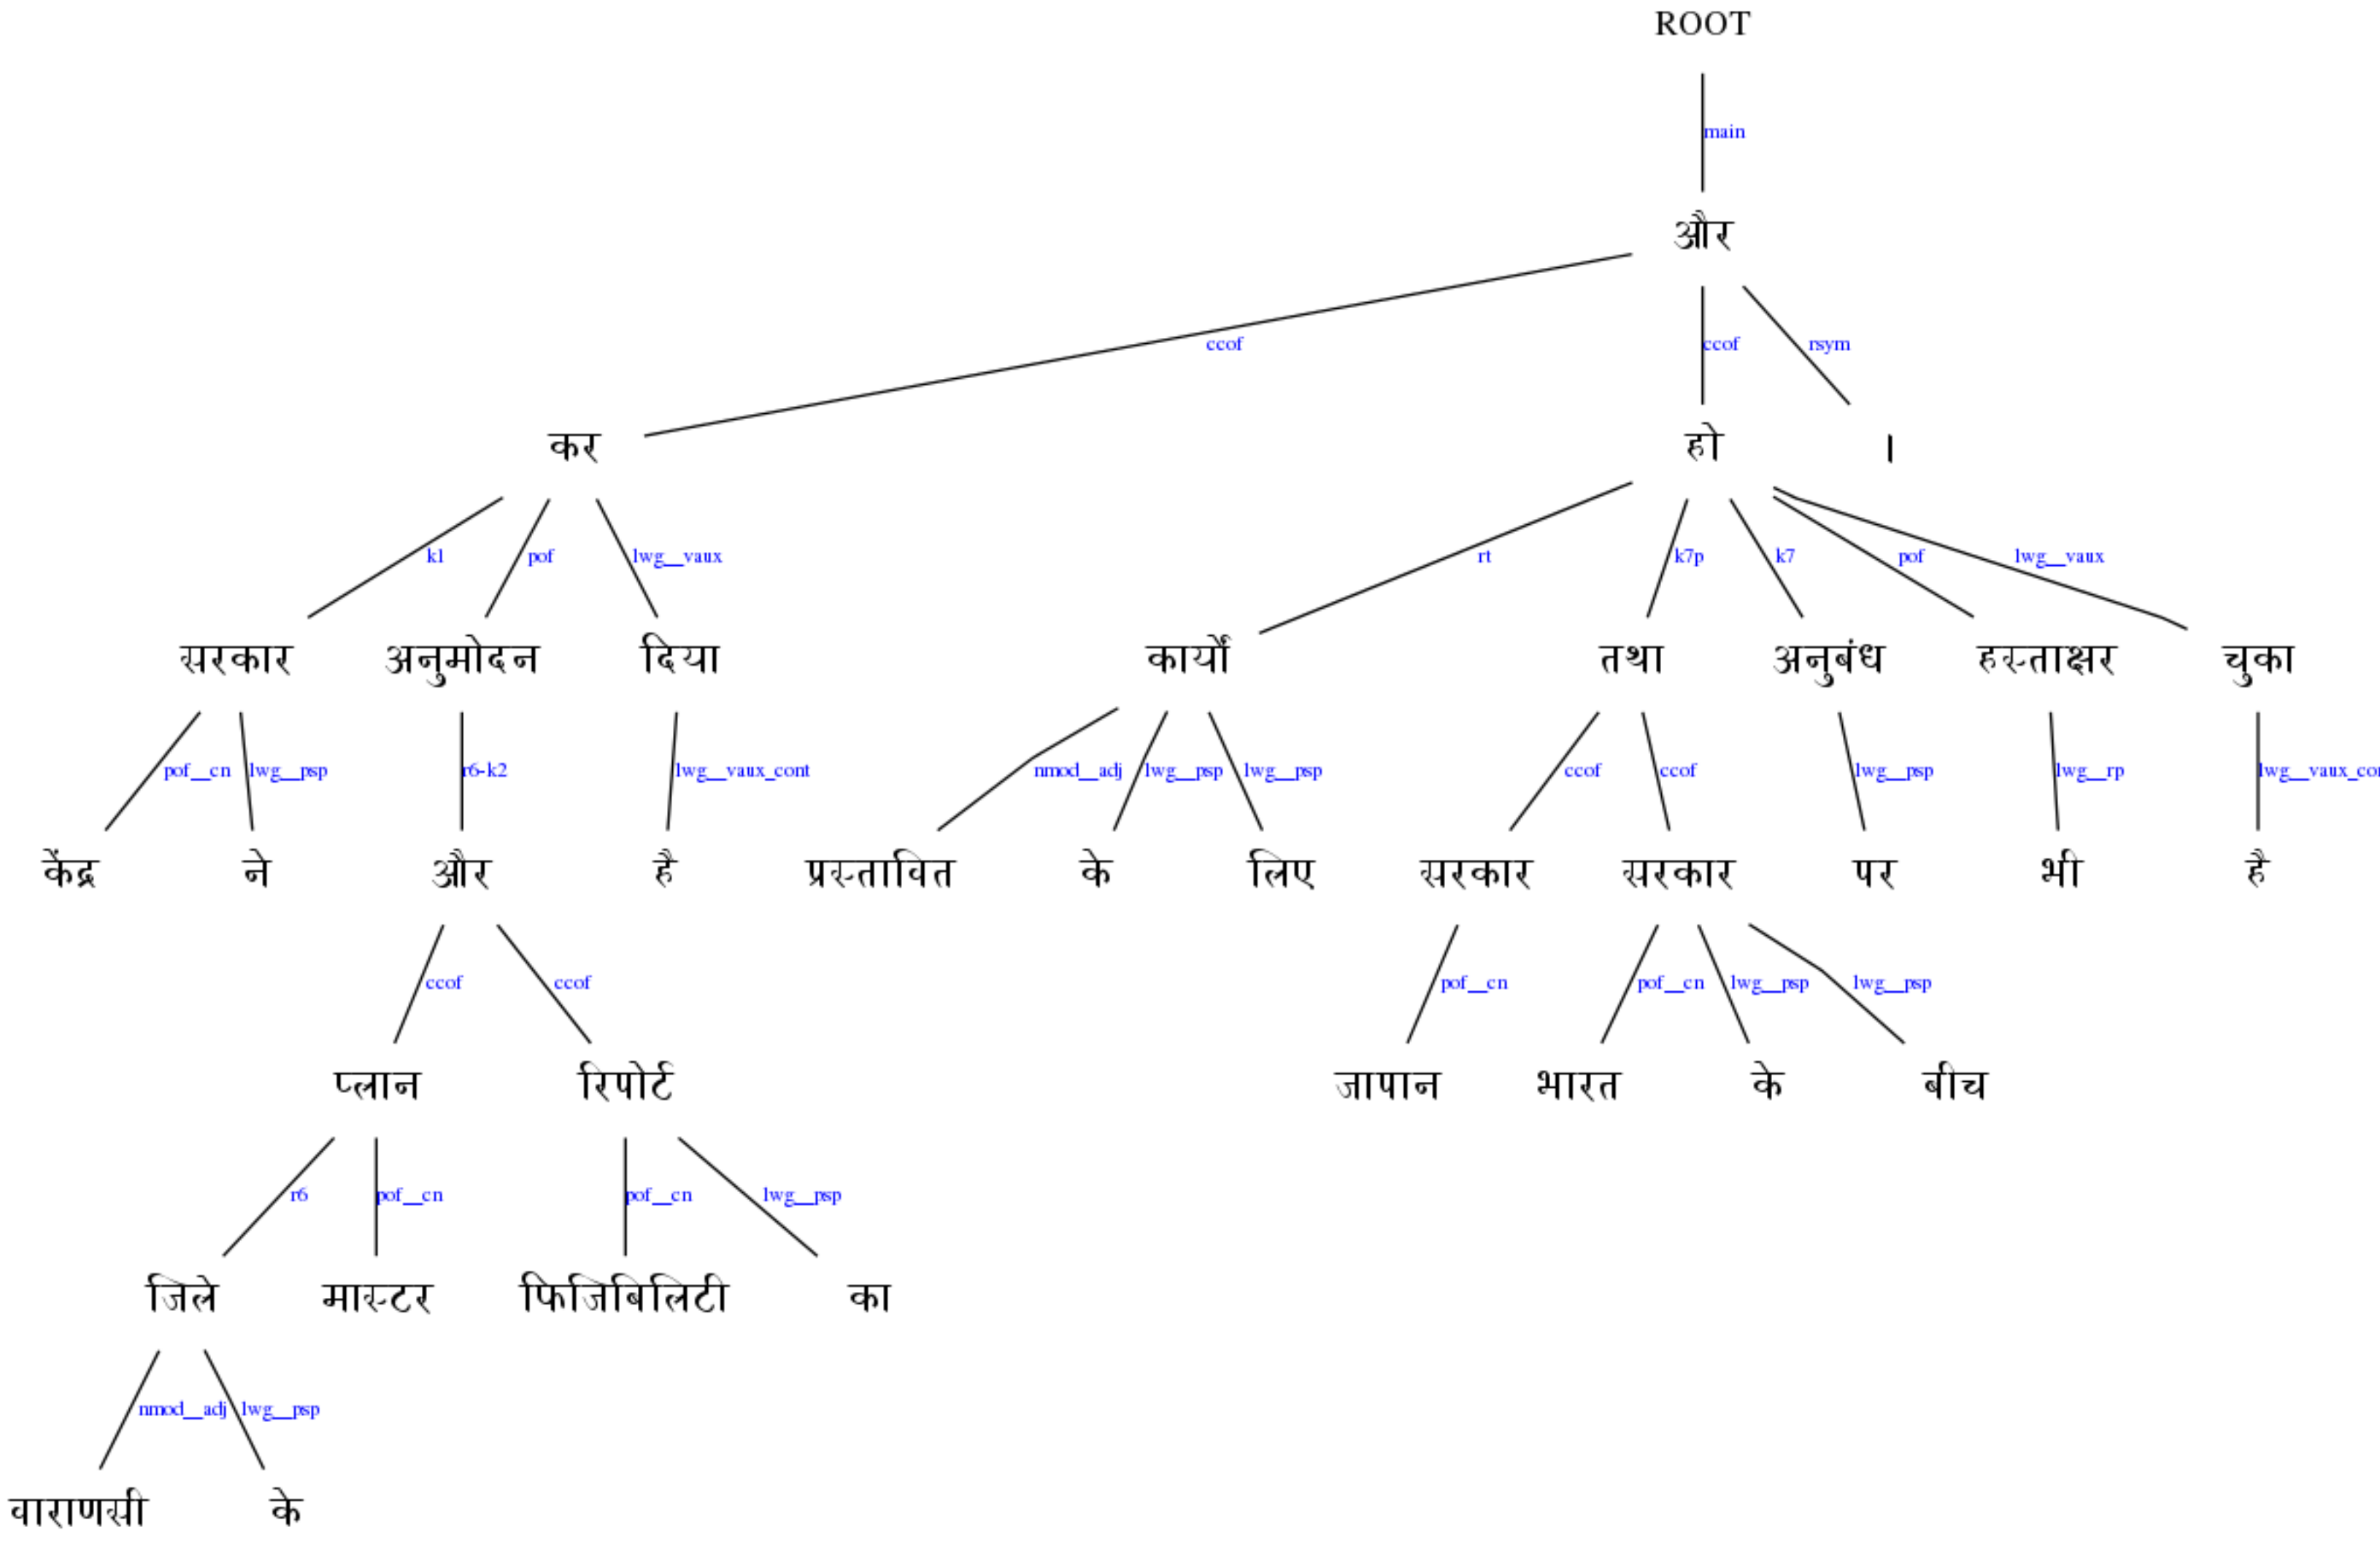 ROOT
main
और
ccof ccof rsym
कर हो ।
k1 pof lwg__vaux rt k7p k7 pof lwg__vaux
सरकार अनुमोदन दिया कार्यों तथा अनुबंध हस्ताक्षर चुका
pof__cn lwg__psp r6-k2 lwg__vaux_cont nmod__adj lwg__psp lwg__psp ccof ccof lwg__psp lwg__rp lwg__vaux_con
केंद्र ने और है प्रस्तावित के लिए सरकार सरकार पर भी है
ccof ccof pof__cn pof__cn lwg__psp lwg__psp
प्लान रिपोर्ट जापान भारत के बीच
r6 pof__cn pof__cn lwg__psp
जिले मास्टर फिजिबिलिटी का
nmod__adj lwg__psp
वाराणसी के